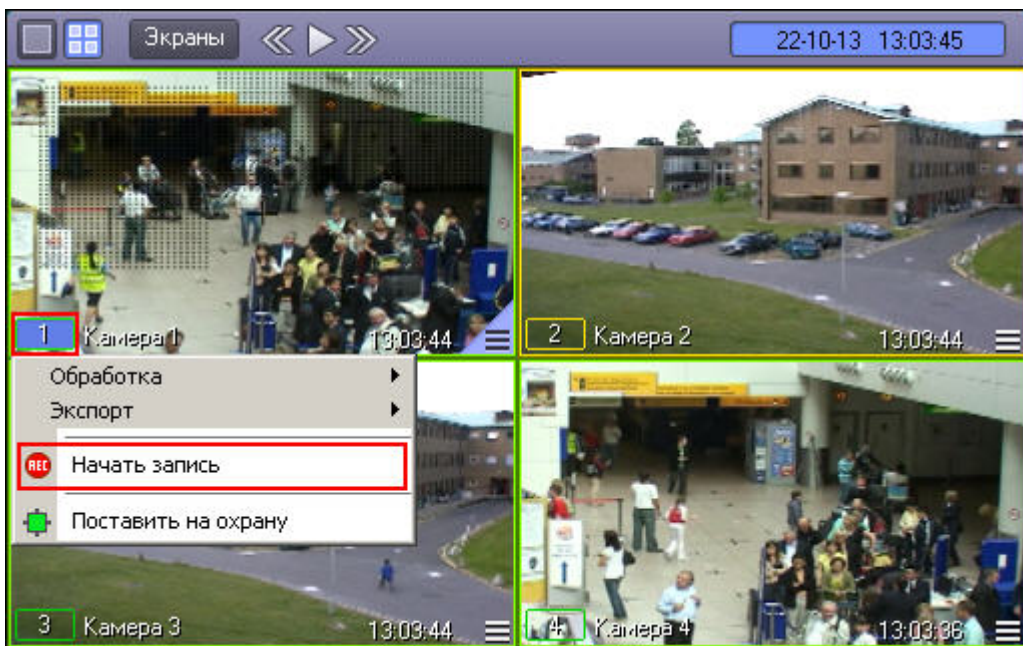 Экраны
22-10-13 13:03:45
1 Камера 1 13:03:44
2 Камера 2 13:03:44
Обработка
Экспорт
REC Начать запись
Поставить на охрану
3 Камера 3 13:03:44
4 Камера 4 13:03:36